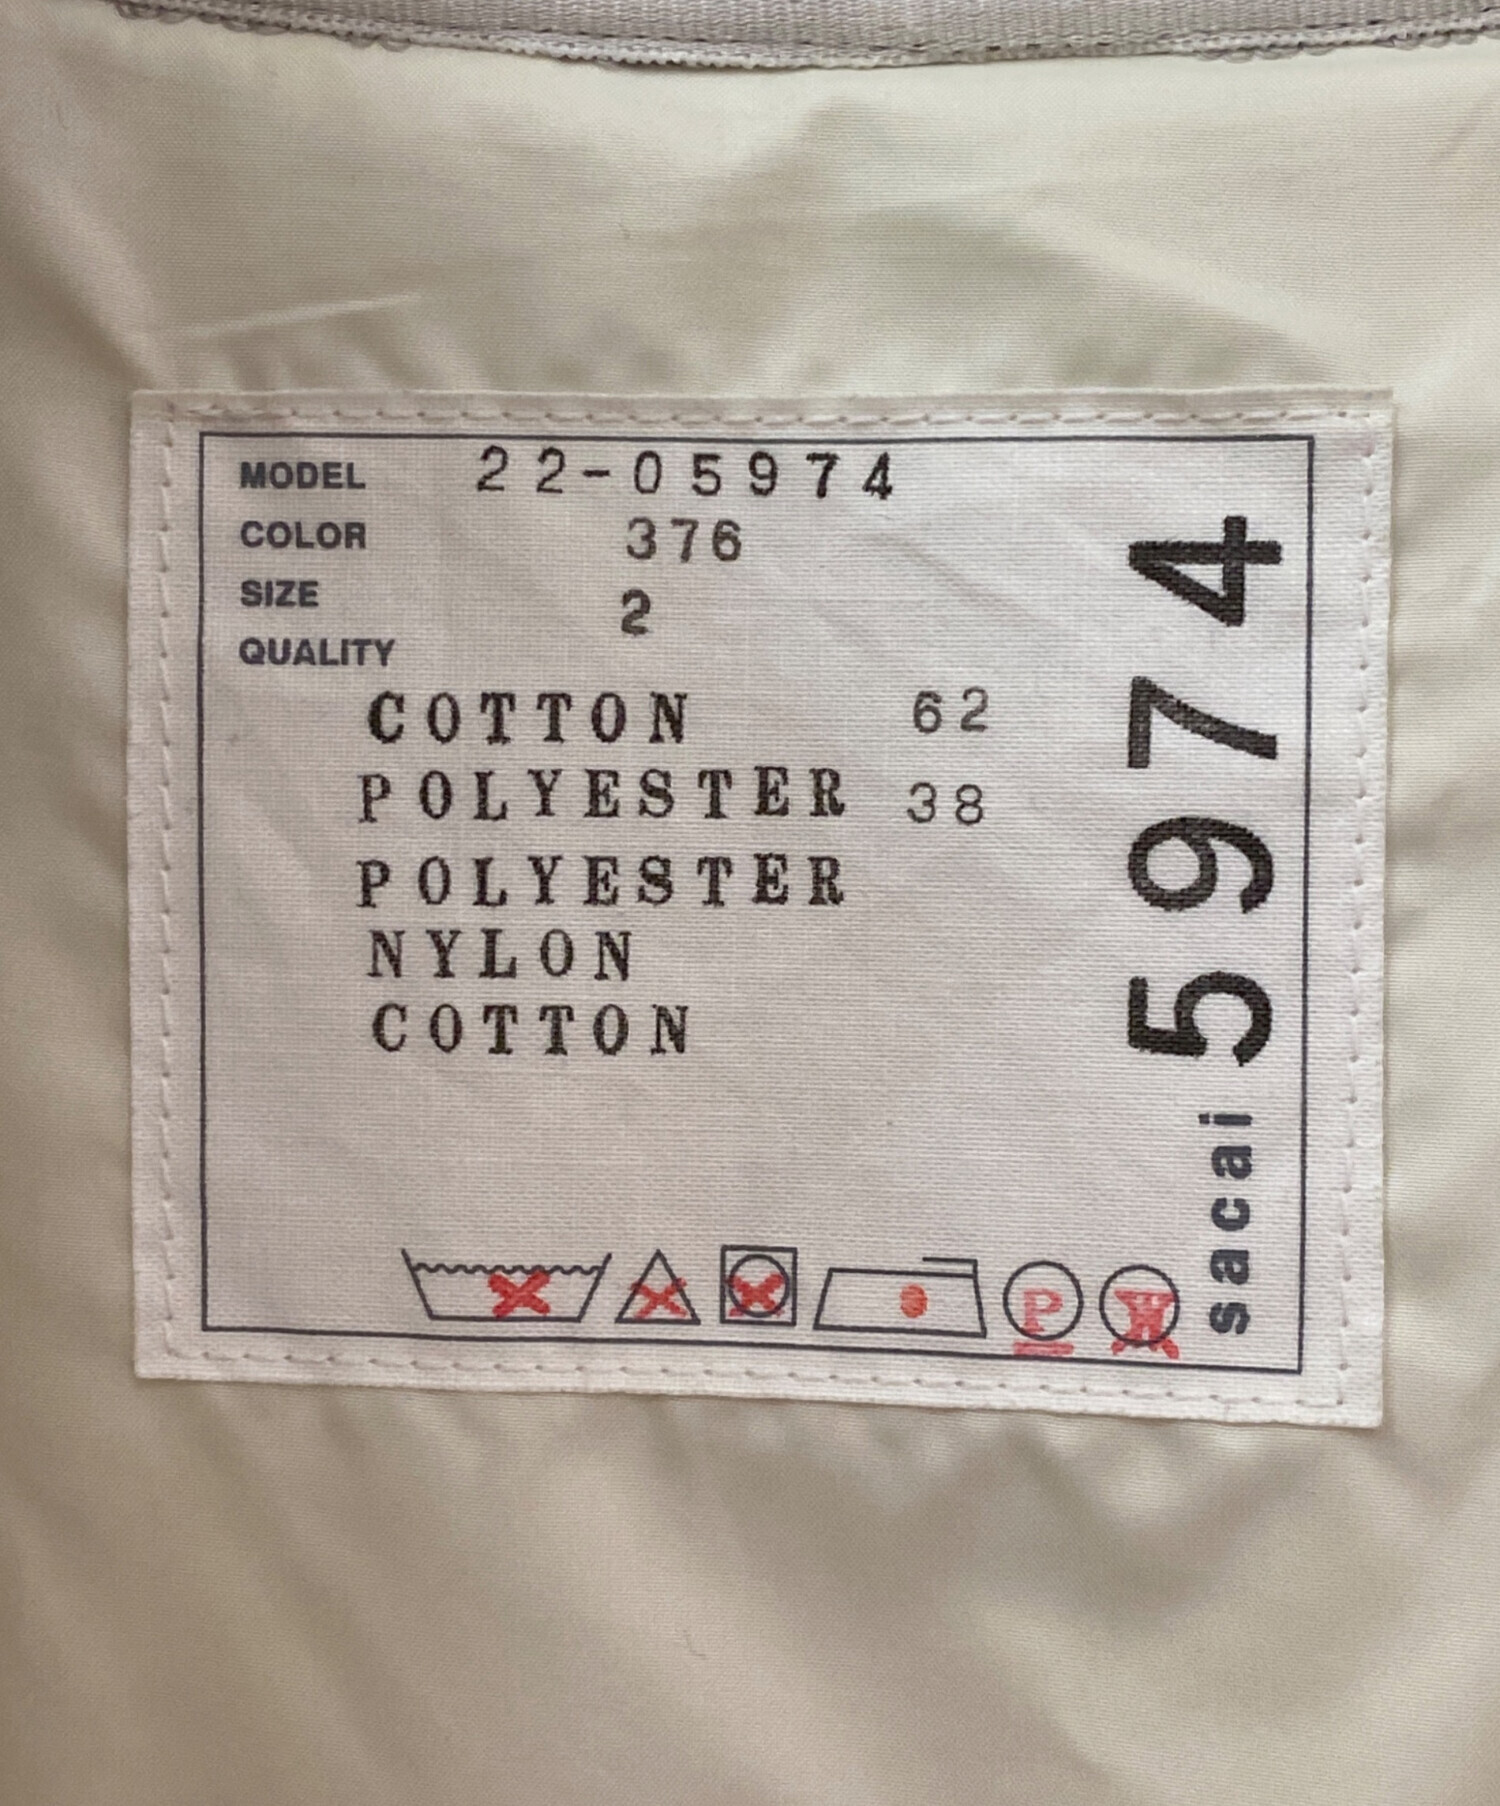 MODEL 22-05974
COLOR 376
SIZE 2
QUALITY
COTTON 62
POLYESTER 38
POLYESTER
NYLON
COTTON
P
W
sacai 5974